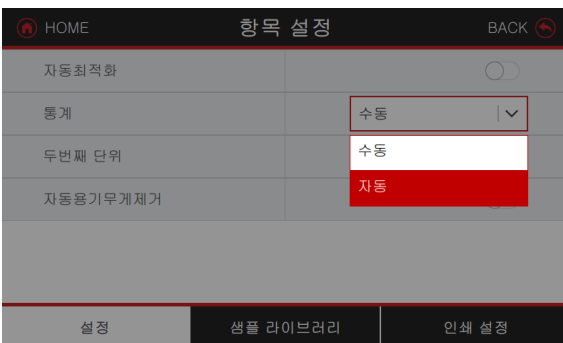 HOME 항목 설정 BACK
자동최적화
통계 수동
두번째 단위 수동
자동용기무게제거 자동
설정 샘플 라이브러리 인쇄 설정